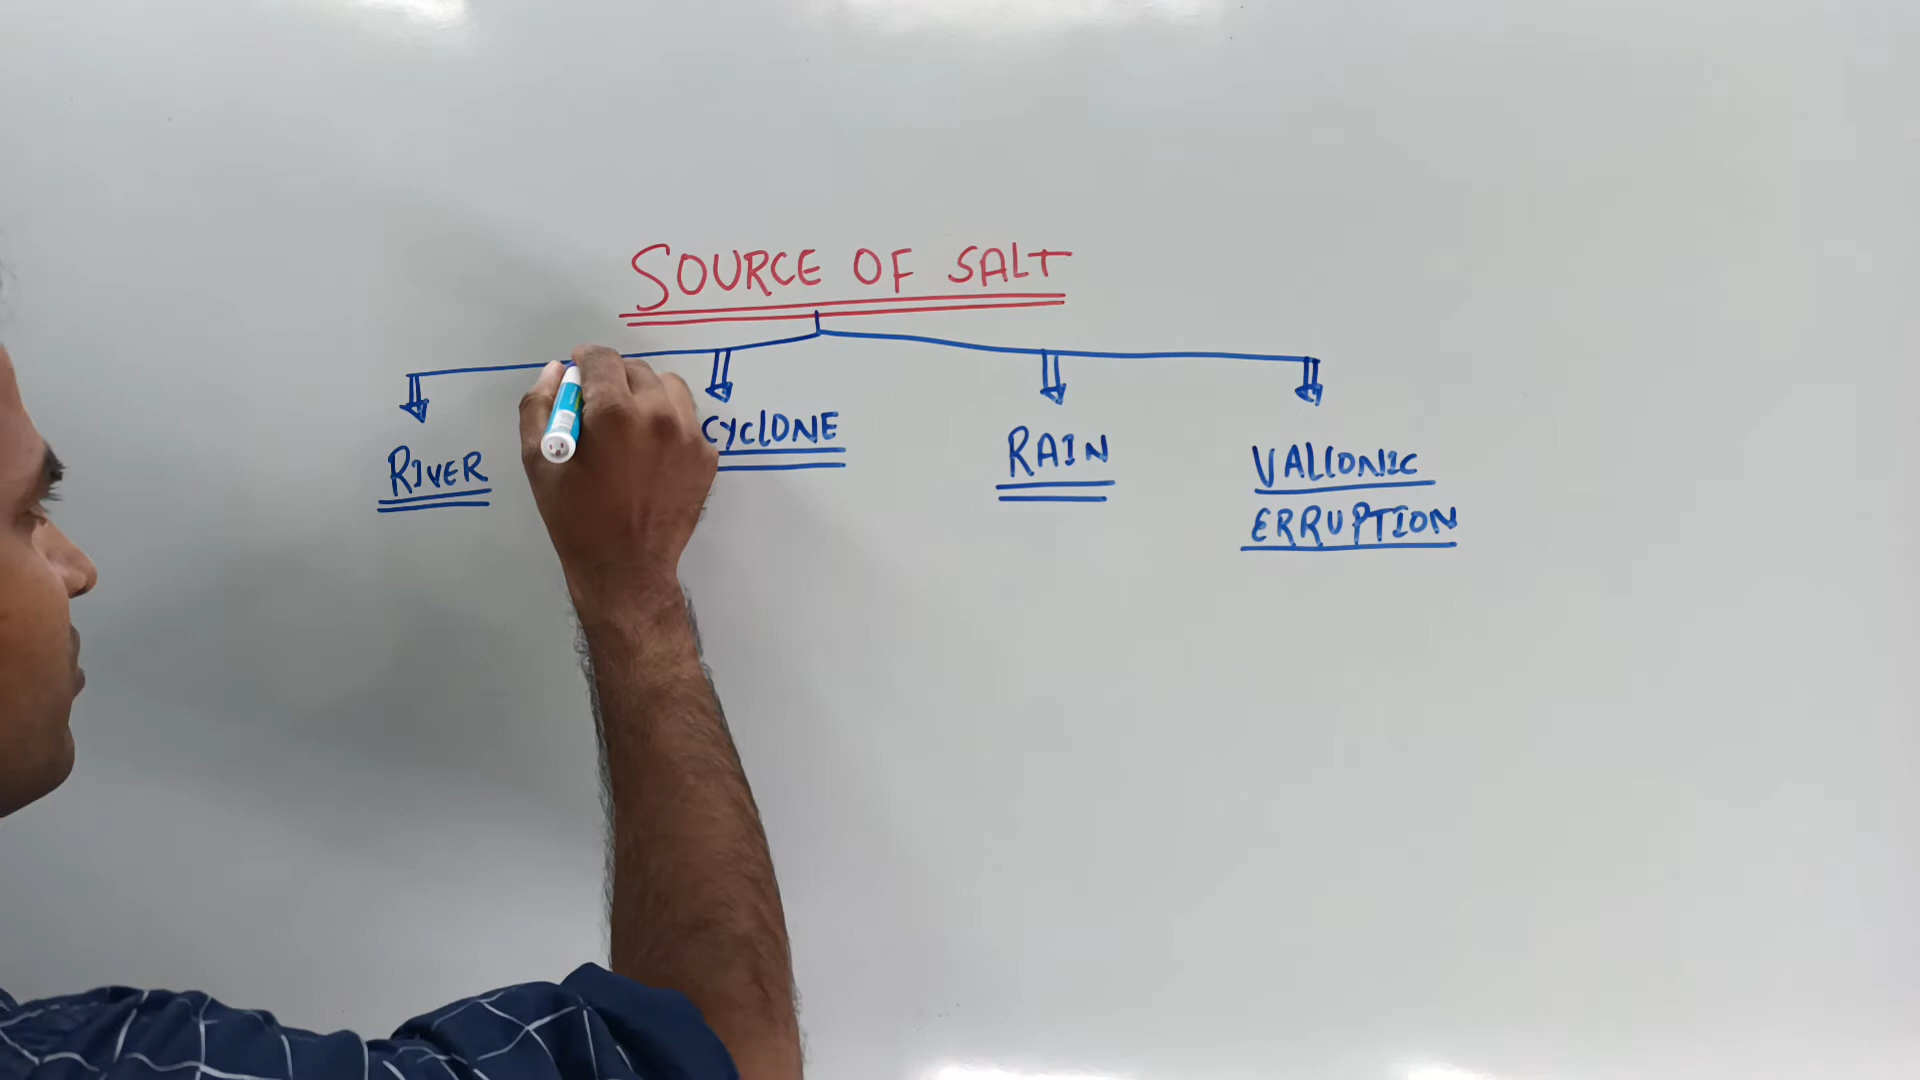 SOURCE OF SALT
RIVER
CYCLONE
RAIN
VALCONIC
ERRUPTION